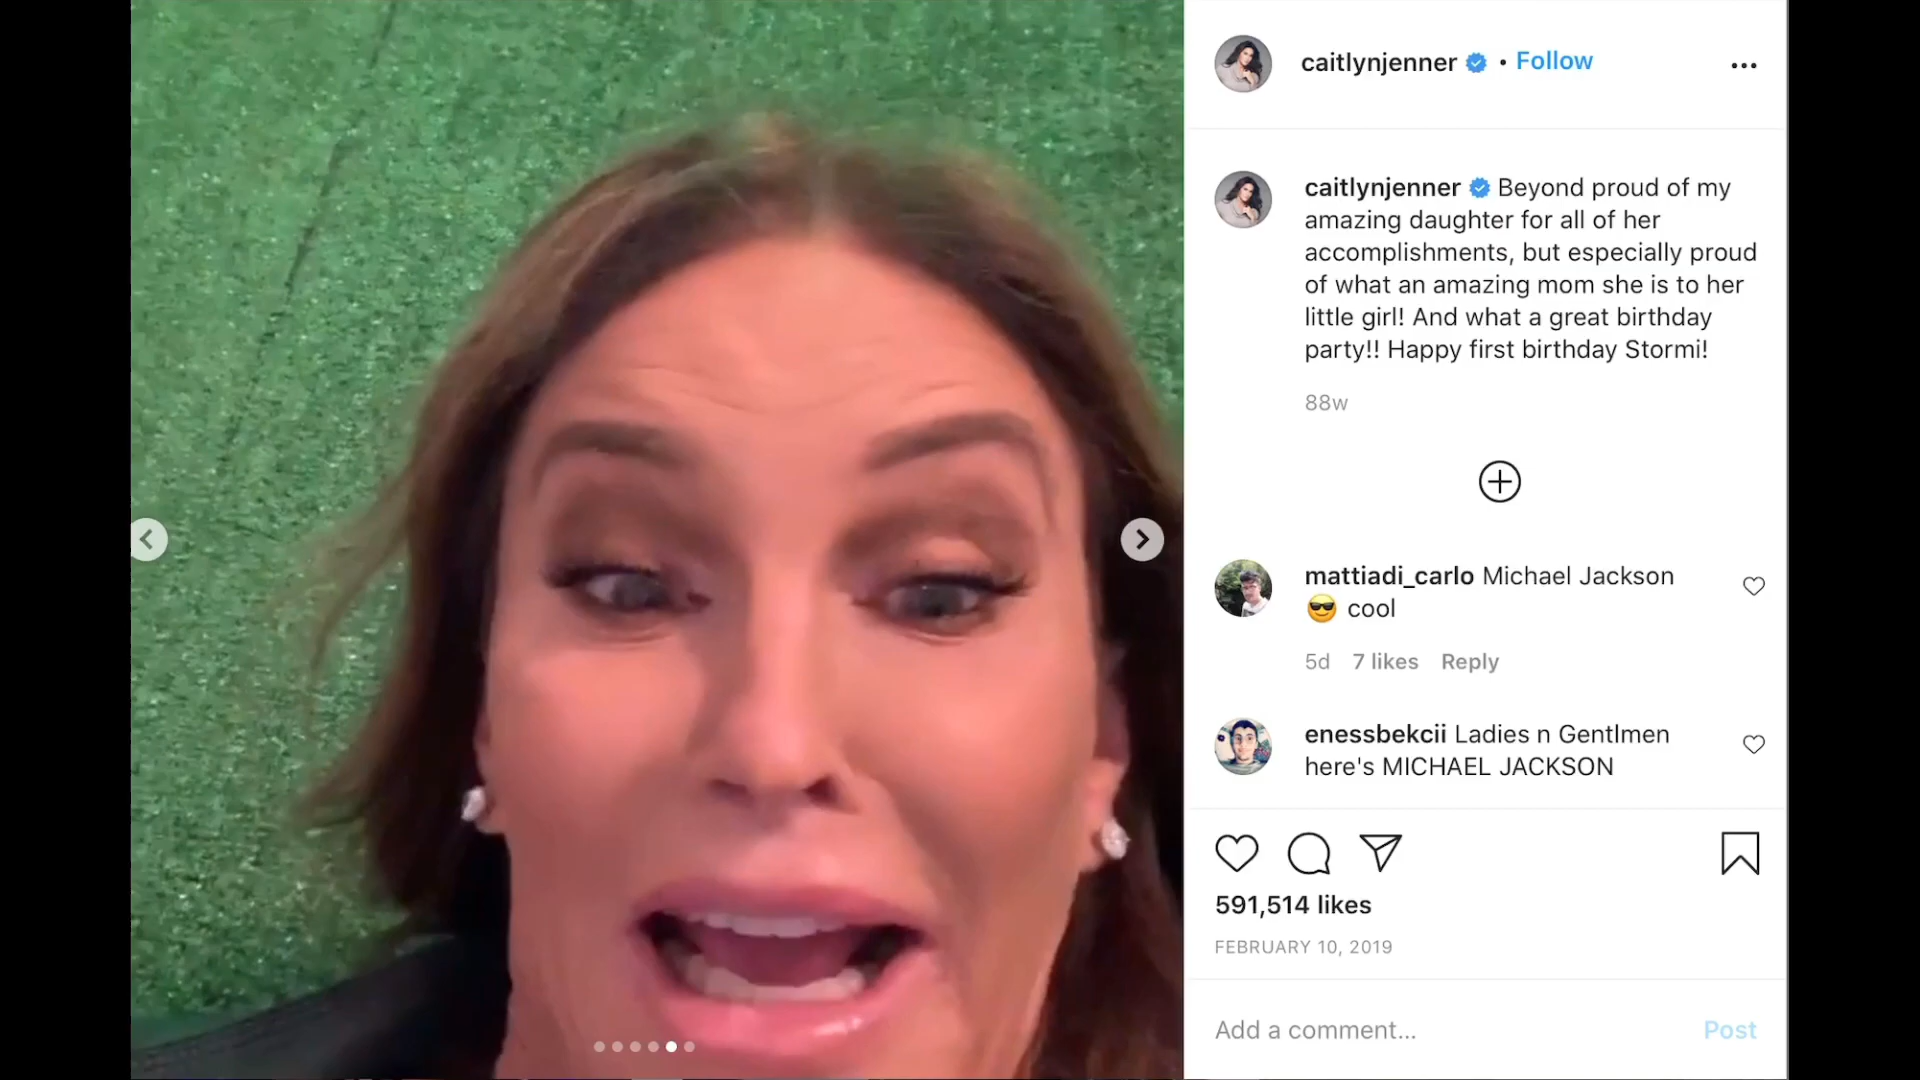 caitlynjenner • Follow
caitlynjenner Beyond proud of my
amazing daughter for all of her
accomplishments, but especially proud
of what an amazing mom she is to her
little girl! And what a great birthday
party!! Happy first birthday Stormi!
88w
mattiadi_carlo Michael Jackson
😎 cool
5d 7 likes Reply
enessbekcii Ladies n Gentlmen
here's MICHAEL JACKSON
591,514 likes
FEBRUARY 10, 2019
Add a comment... Post